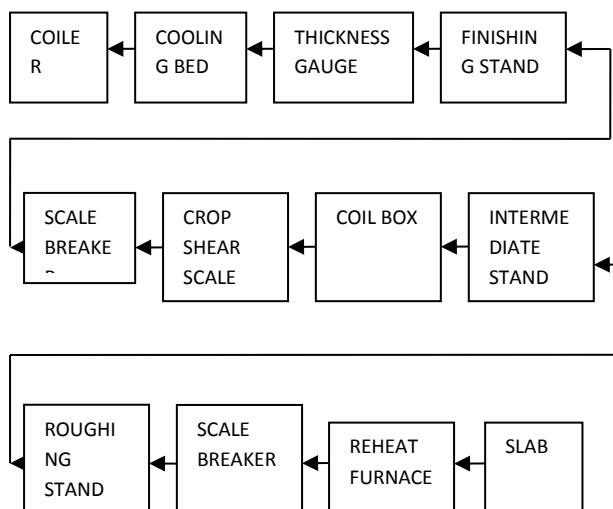 COILE
R
COOLIN
G BED
THICKNESS
GAUGE
FINISHIN
G STAND
SCALE
BREAKE
CROP
SHEAR
SCALE
COIL BOX
INTERME
DIATE
STAND
ROUGHI
NG
STAND
SCALE
BREAKER
REHEAT
FURNACE
SLAB